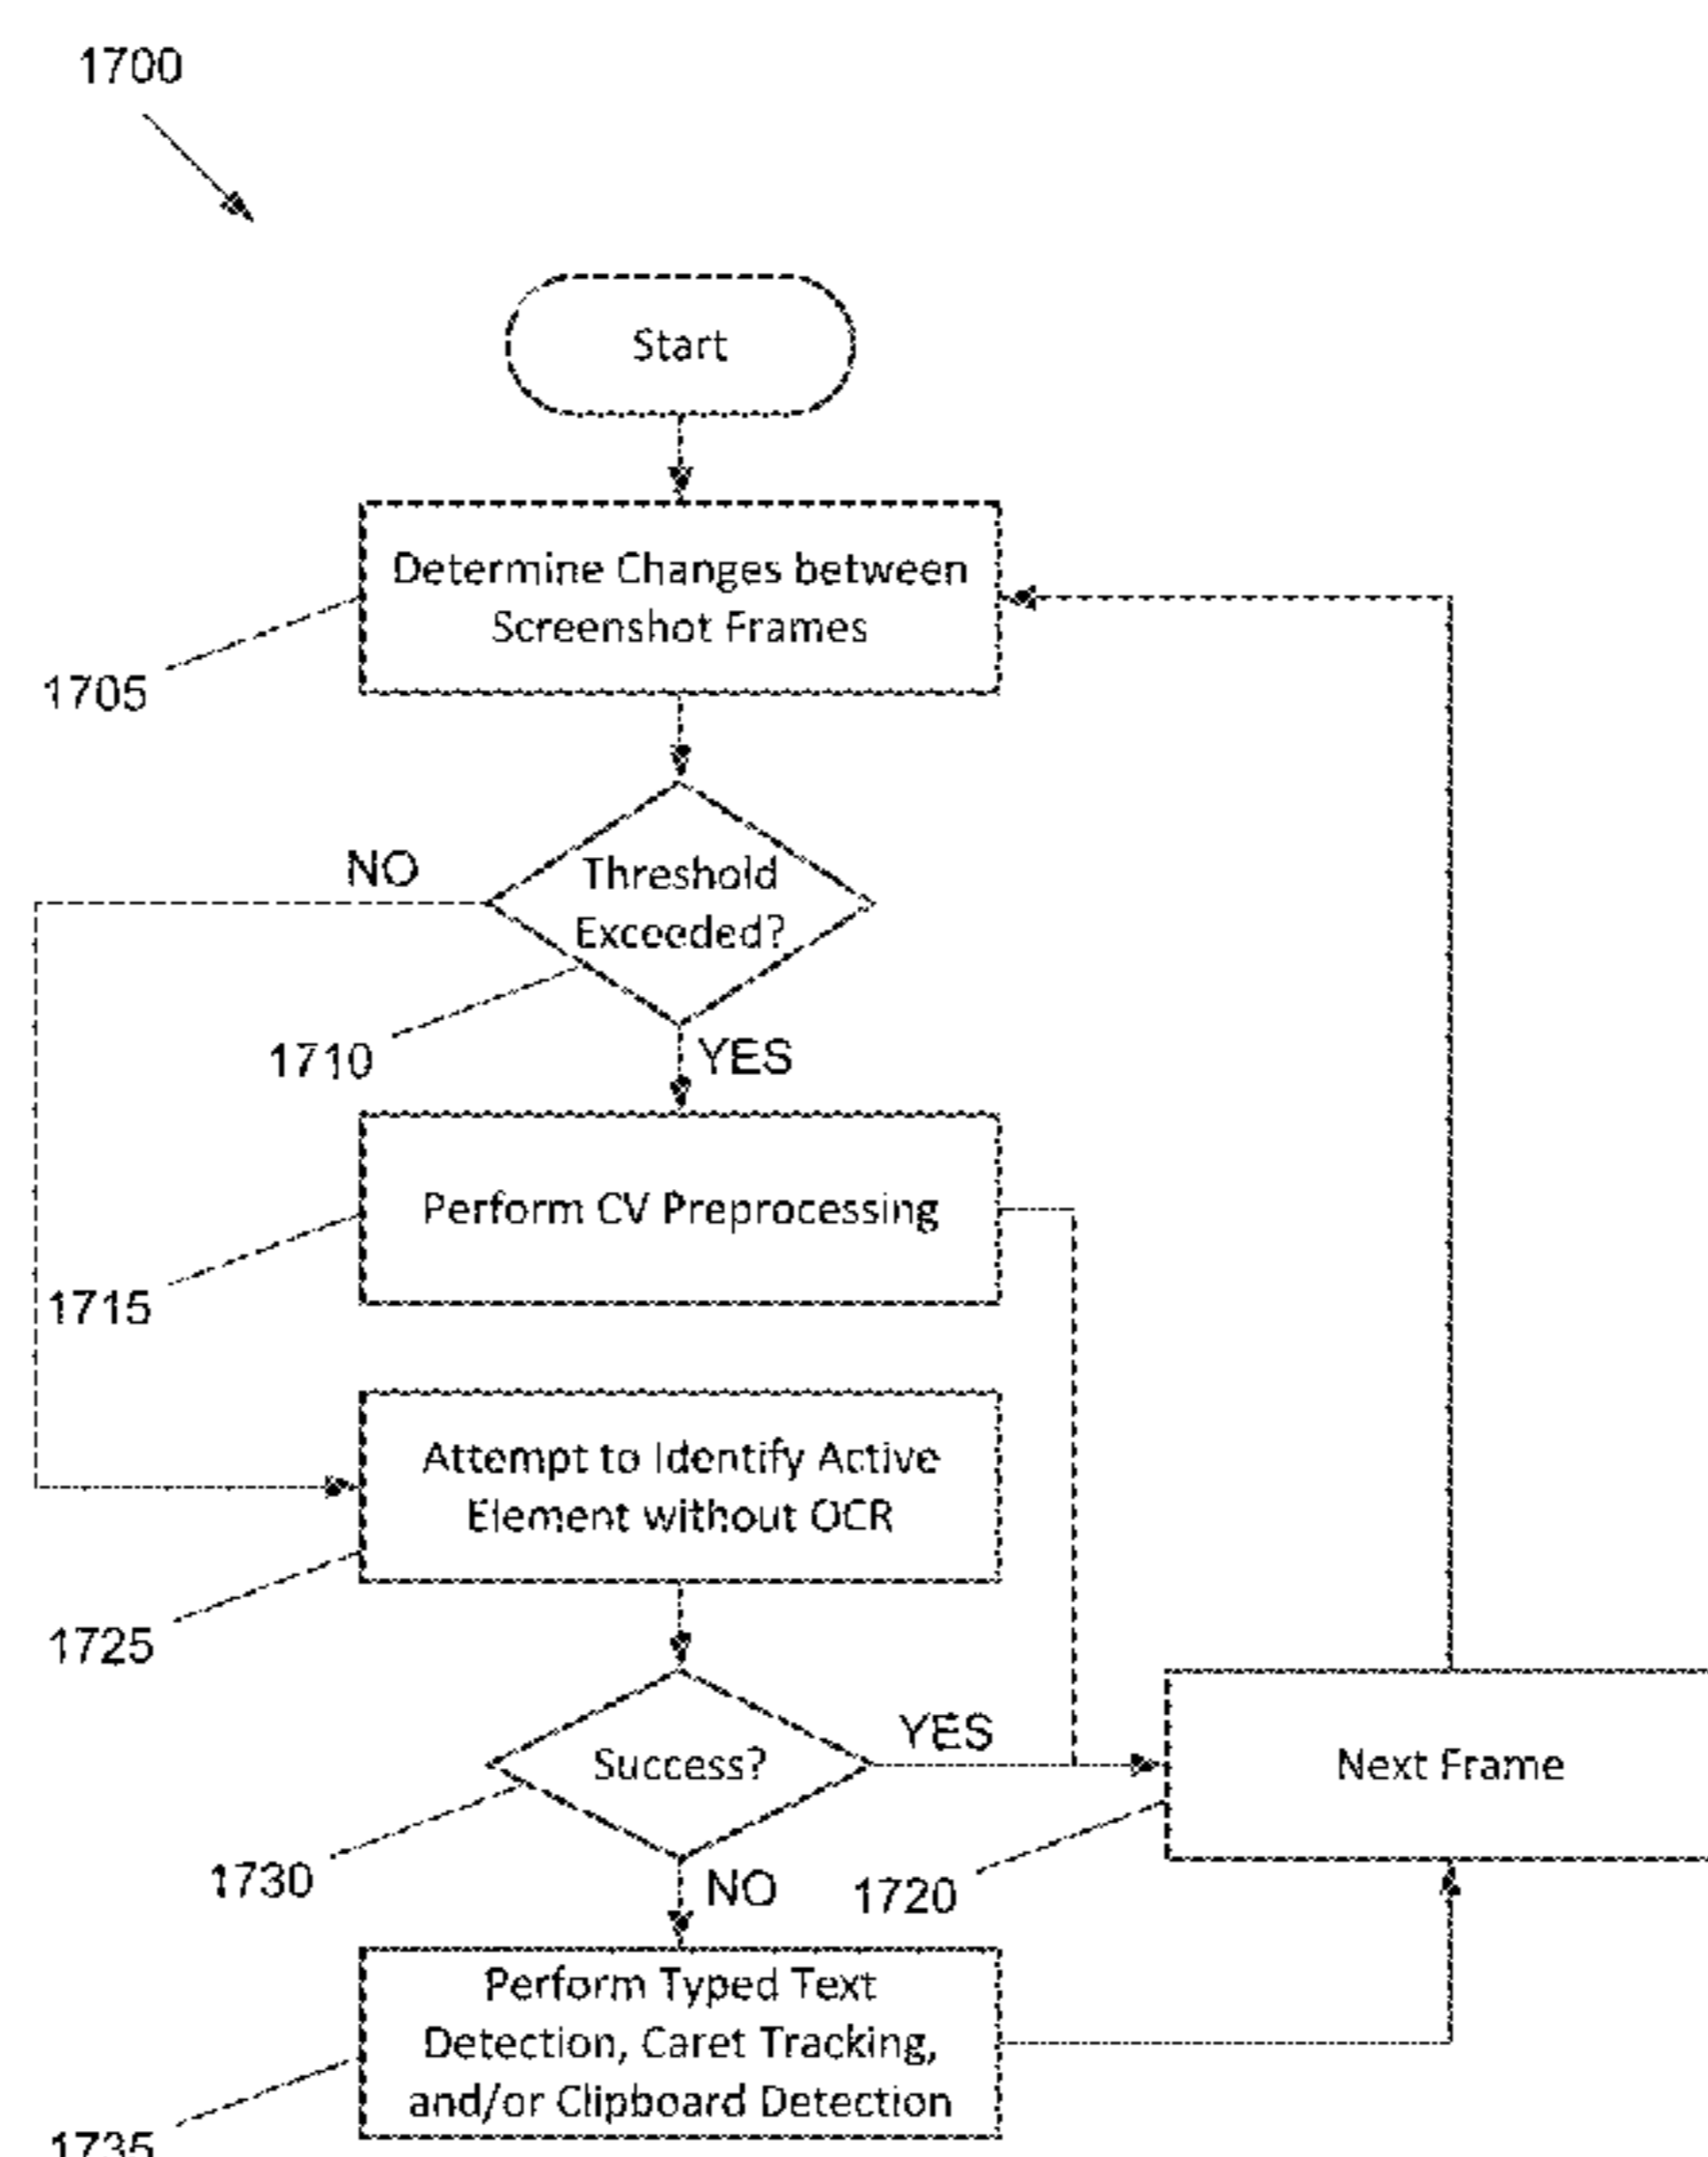 1700
Start
Determine Changes between
Screenshot Frames
1705
NO
Threshold
Exceeded?
1710
YES
Perform CV Preprocessing
1715
Attempt to Identify Active
Element without OCR
1725
YES
Success?
Next Frame
1730
NO
1720
Perform Typed Text
Detection, Caret Tracking,
and/or Clipboard Detection
1735